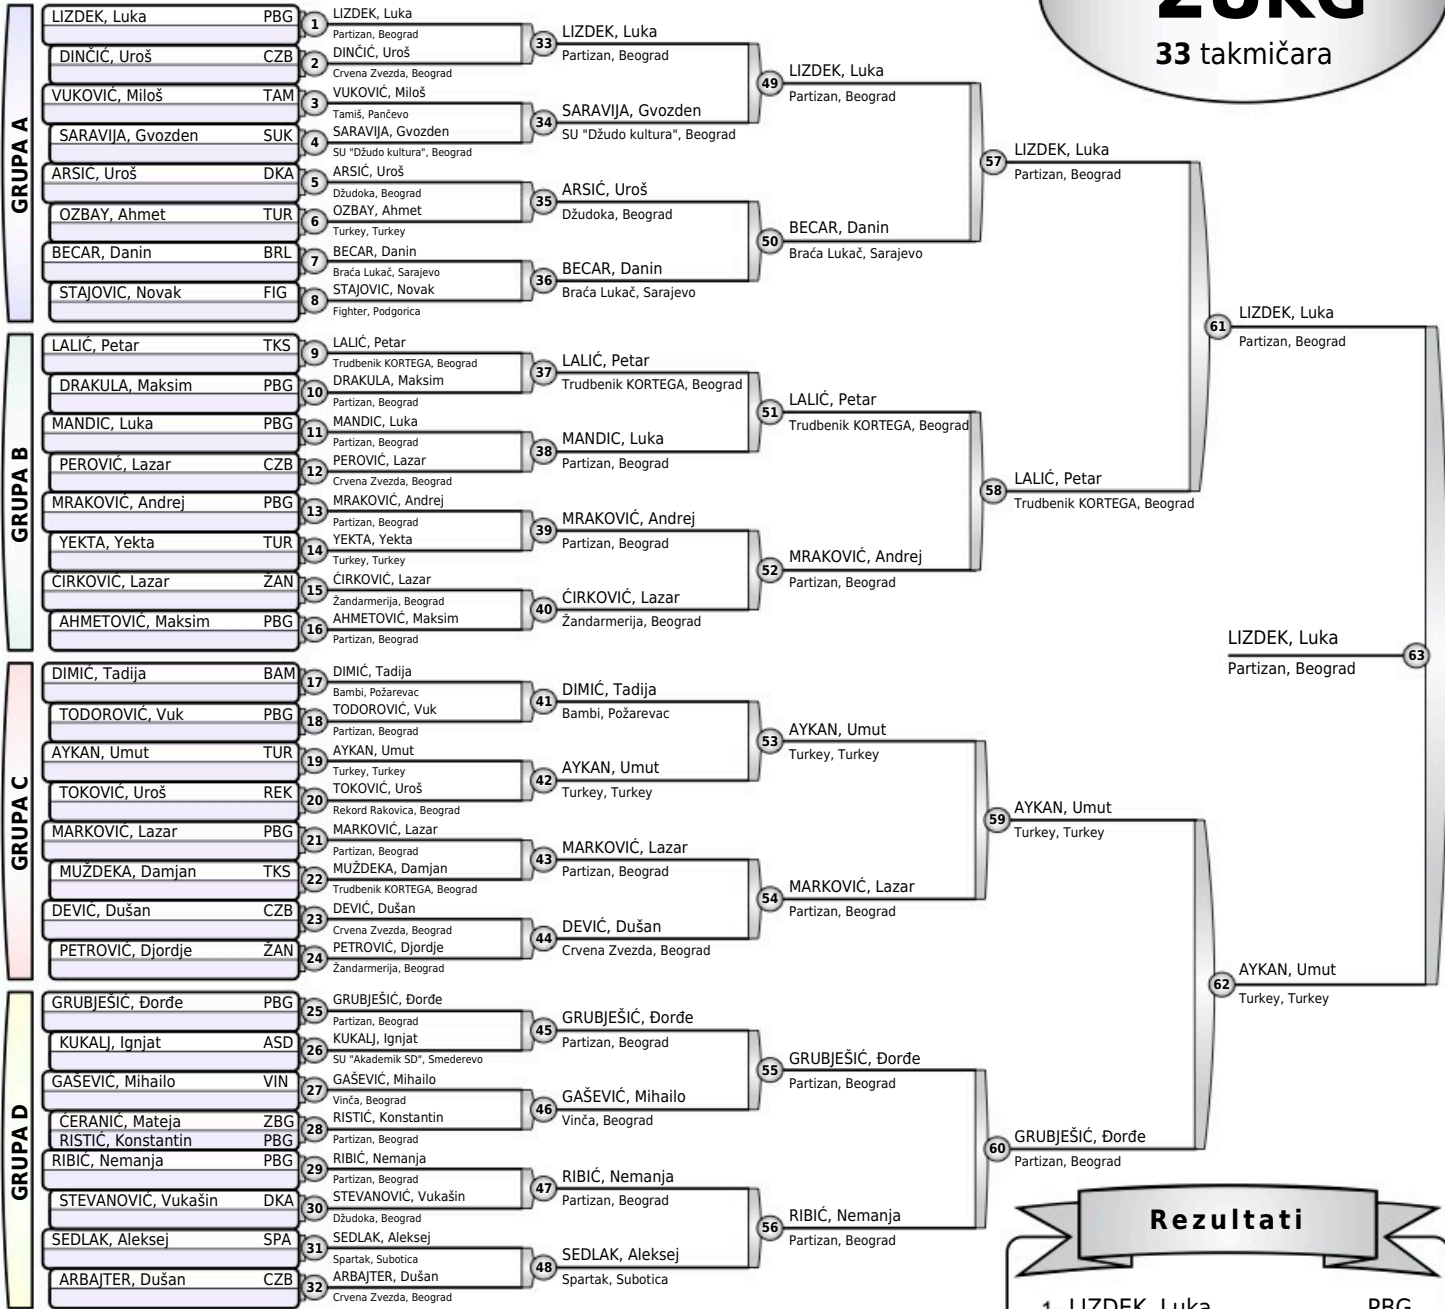 33 takmičara
GRUPA A
LIZDEK, Luka PBG
DINČIĆ, Uroš CZB
VUKOVIĆ, Miloš TAM
SARAVIJA, Gvozden SUK
ARSIĆ, Uroš DKA
OZBAY, Ahmet TUR
BECAR, Danin BRL
STAJOVIC, Novak FIG
1
LIZDEK, Luka
Partizan, Beograd
2
DINČIĆ, Uroš
Crvena Zvezda, Beograd
3
VUKOVIĆ, Miloš
Tamiš, Pančevo
4
SARAVIJA, Gvozden
SU "Džudo kultura", Beograd
5
ARSIĆ, Uroš
Džudoka, Beograd
6
OZBAY, Ahmet
Turkey, Turkey
7
BECAR, Danin
Braća Lukač, Sarajevo
8
STAJOVIC, Novak
Fighter, Podgorica
33
LIZDEK, Luka
Partizan, Beograd
34
SARAVIJA, Gvozden
SU "Džudo kultura", Beograd
35
ARSIĆ, Uroš
Džudoka, Beograd
36
BECAR, Danin
Braća Lukač, Sarajevo
49
LIZDEK, Luka
Partizan, Beograd
50
BECAR, Danin
Braća Lukač, Sarajevo
57
LIZDEK, Luka
Partizan, Beograd
GRUPA B
LALIĆ, Petar TKS
DRAKULA, Maksim PBG
MANDIC, Luka PBG
PEROVIĆ, Lazar CZB
MRAKOVIĆ, Andrej PBG
YEKTA, Yekta TUR
ĆIRKOVIĆ, Lazar ŽAN
AHMETOVIĆ, Maksim PBG
9
LALIĆ, Petar
Trudbenik KORTEGA, Beograd
10
DRAKULA, Maksim
Partizan, Beograd
11
MANDIC, Luka
Partizan, Beograd
12
PEROVIĆ, Lazar
Crvena Zvezda, Beograd
13
MRAKOVIĆ, Andrej
Partizan, Beograd
14
YEKTA, Yekta
Turkey, Turkey
15
ĆIRKOVIĆ, Lazar
Žandarmerija, Beograd
16
AHMETOVIĆ, Maksim
Partizan, Beograd
37
LALIĆ, Petar
Trudbenik KORTEGA, Beograd
38
MANDIC, Luka
Partizan, Beograd
39
MRAKOVIĆ, Andrej
Partizan, Beograd
40
ĆIRKOVIĆ, Lazar
Žandarmerija, Beograd
51
LALIĆ, Petar
Trudbenik KORTEGA, Beograd
52
MRAKOVIĆ, Andrej
Partizan, Beograd
58
LALIĆ, Petar
Trudbenik KORTEGA, Beograd
61
LIZDEK, Luka
Partizan, Beograd
GRUPA C
DIMIĆ, Tadija BAM
TODOROVIĆ, Vuk PBG
AYKAN, Umut TUR
TOKOVIĆ, Uroš REK
MARKOVIĆ, Lazar PBG
MUŽDEKA, Damjan TKS
DEVIĆ, Dušan CZB
PETROVIĆ, Djordje ŽAN
17
DIMIĆ, Tadija
Bambi, Požarevac
18
TODOROVIĆ, Vuk
Partizan, Beograd
19
AYKAN, Umut
Turkey, Turkey
20
TOKOVIĆ, Uroš
Rekord Rakovica, Beograd
21
MARKOVIĆ, Lazar
Partizan, Beograd
22
MUŽDEKA, Damjan
Trudbenik KORTEGA, Beograd
23
DEVIĆ, Dušan
Crvena Zvezda, Beograd
24
PETROVIĆ, Djordje
Žandarmerija, Beograd
41
DIMIĆ, Tadija
Bambi, Požarevac
42
AYKAN, Umut
Turkey, Turkey
43
MARKOVIĆ, Lazar
Partizan, Beograd
44
DEVIĆ, Dušan
Crvena Zvezda, Beograd
53
AYKAN, Umut
Turkey, Turkey
54
MARKOVIĆ, Lazar
Partizan, Beograd
59
AYKAN, Umut
Turkey, Turkey
GRUPA D
GRUBJEŠIĆ, Đorđe PBG
KUKALJ, Ignjat ASD
GAŠEVIĆ, Mihailo VIN
ĆERANIĆ, Mateja ZBG
RISTIĆ, Konstantin PBG
RIBIĆ, Nemanja PBG
STEVANOVIĆ, Vukašin DKA
SEDLAK, Aleksej SPA
ARBAJTER, Dušan CZB
25
GRUBJEŠIĆ, Đorđe
Partizan, Beograd
26
KUKALJ, Ignjat
SU "Akademik SD", Smederevo
27
GAŠEVIĆ, Mihailo
Vinča, Beograd
28
RISTIĆ, Konstantin
Partizan, Beograd
29
RIBIĆ, Nemanja
Partizan, Beograd
30
STEVANOVIĆ, Vukašin
Džudoka, Beograd
31
SEDLAK, Aleksej
Spartak, Subotica
32
ARBAJTER, Dušan
Crvena Zvezda, Beograd
45
GRUBJEŠIĆ, Đorđe
Partizan, Beograd
46
GAŠEVIĆ, Mihailo
Vinča, Beograd
47
RIBIĆ, Nemanja
Partizan, Beograd
48
SEDLAK, Aleksej
Spartak, Subotica
55
GRUBJEŠIĆ, Đorđe
Partizan, Beograd
56
RIBIĆ, Nemanja
Partizan, Beograd
60
GRUBJEŠIĆ, Đorđe
Partizan, Beograd
62
AYKAN, Umut
Turkey, Turkey
LIZDEK, Luka
Partizan, Beograd
63
Rezultati
1 LIZDEK, Luka PBG